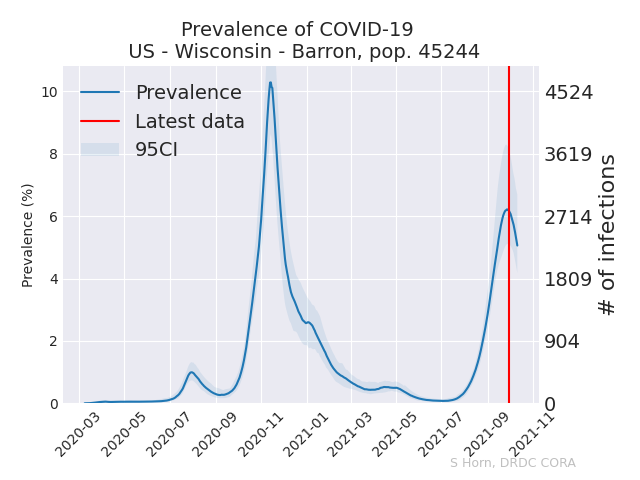 Prevalence of COVID-19
US - Wisconsin - Barron, pop. 45244
Prevalence
Latest data
95CI
Prevalence (%)
10
8
6
4
2
0
4524
3619
2714
1809
904
0
# of infections
2020-03
2020-05
2020-07
2020-09
2020-11
2021-01
2021-03
2021-05
2021-07
2021-09
2021-11
S Horn, DRDC CORA